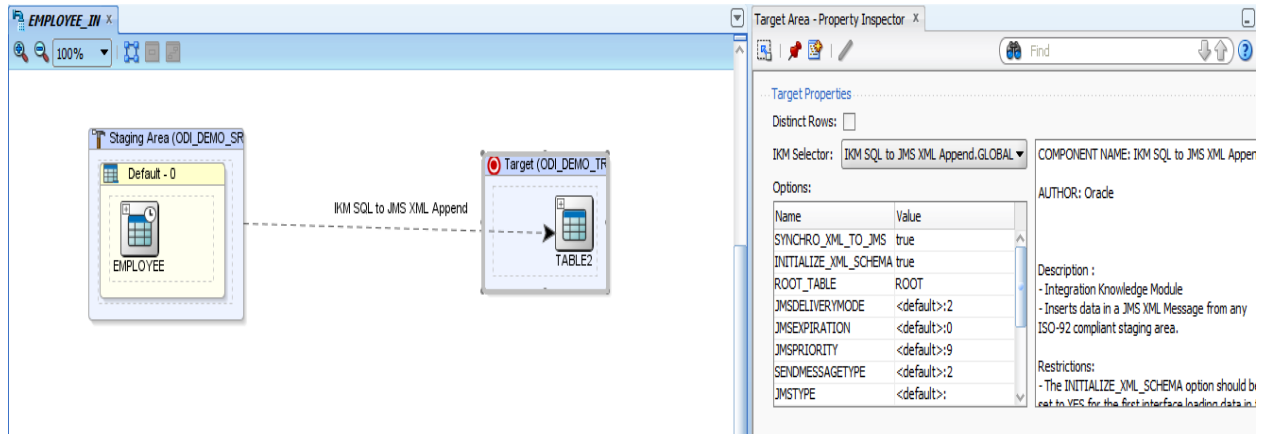 EMPLOYEE_IN
100%
Staging Area (ODI_DEMO_SR
Default - 0
EMPLOYEE
IKM SQL to JMS XML Append
Target (ODI_DEMO_TR
TABLE2
Target Area - Property Inspector
Find
Target Properties
Distinct Rows:
IKM Selector: IKM SQL to JMS XML Append.GLOBAL
Options:
Name Value
SYNCHRO_XML_TO_JMS true
INITIALIZE_XML_SCHEMA true
ROOT_TABLE ROOT
JMSDELIVERYMODE <default>:2
JMSEXPIRATION <default>:0
JMSPRIORITY <default>:9
SENDMESSAGETYPE <default>:2
JMSTYPE <default>:
COMPONENT NAME: IKM SQL to JMS XML Appen
AUTHOR: Oracle
Description :
- Integration Knowledge Module
- Inserts data in a JMS XML Message from any
ISO-92 compliant staging area.
Restrictions:
- The INITIALIZE_XML_SCHEMA option should be
set to YES for the first interface loading data in